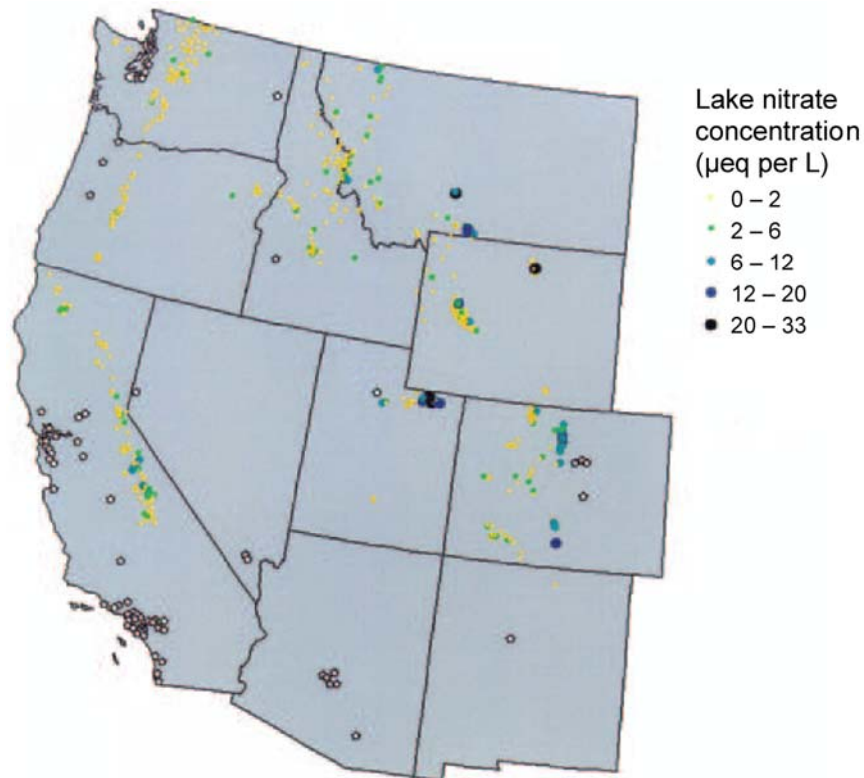 Lake nitrate
concentration
(μeq per L)
0 – 2
2 – 6
6 – 12
12 – 20
20 – 33